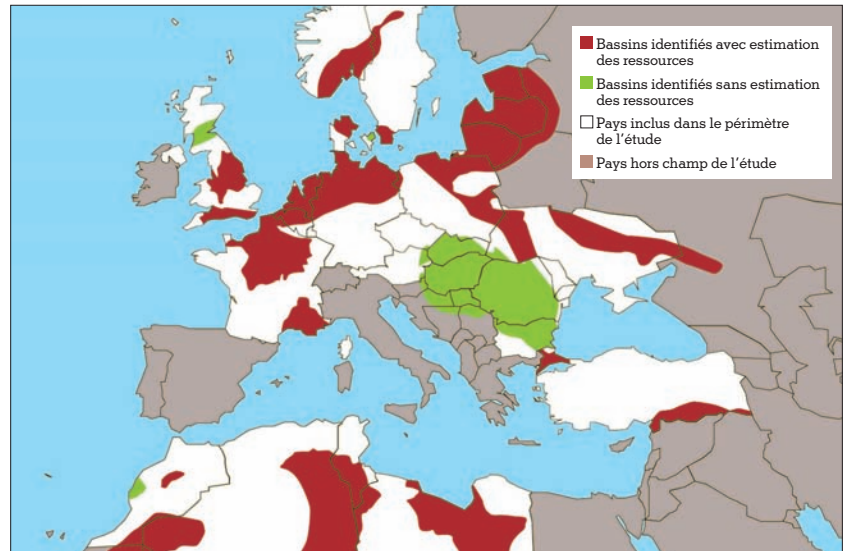 Bassins identifiés avec estimation
des ressources
Bassins identifiés sans estimation
des ressources
Pays inclus dans le périmètre
de l'étude
Pays hors champ de l'étude